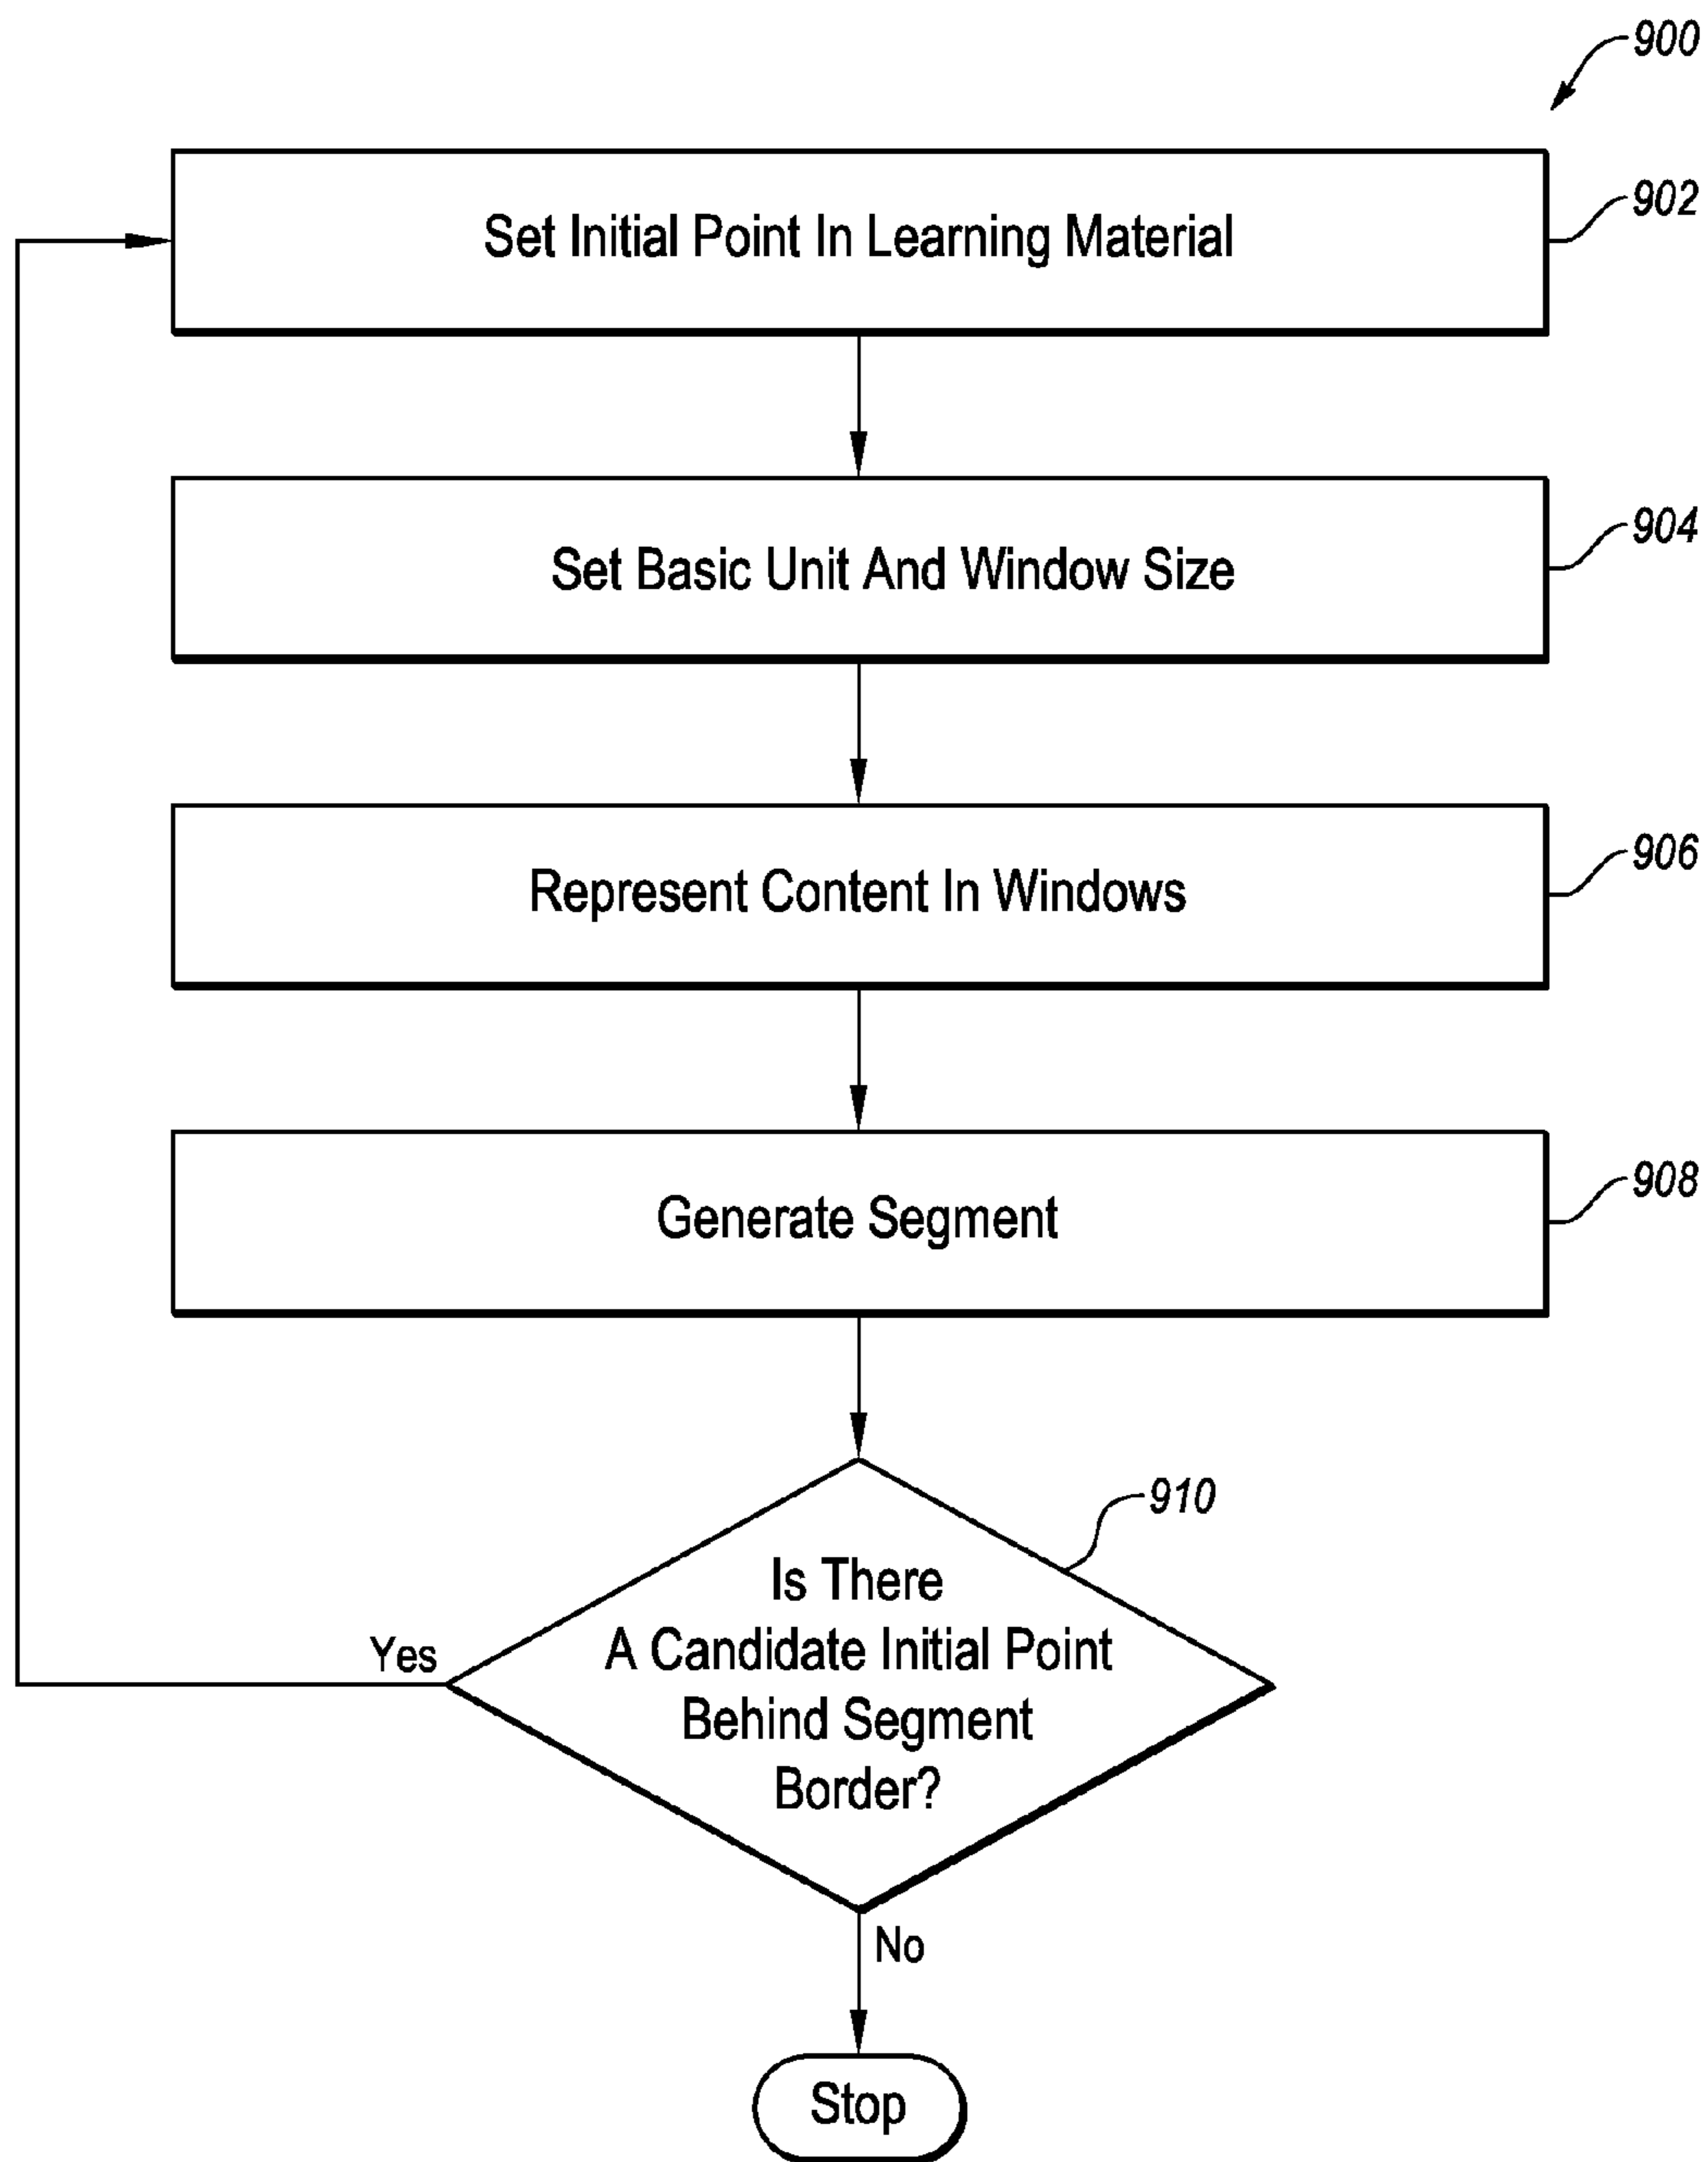 900
Set Initial Point In Learning Material
902
Set Basic Unit And Window Size
904
Represent Content In Windows
906
Generate Segment
908
910
Is There
A Candidate Initial Point
Behind Segment
Border?
Yes
No
Stop